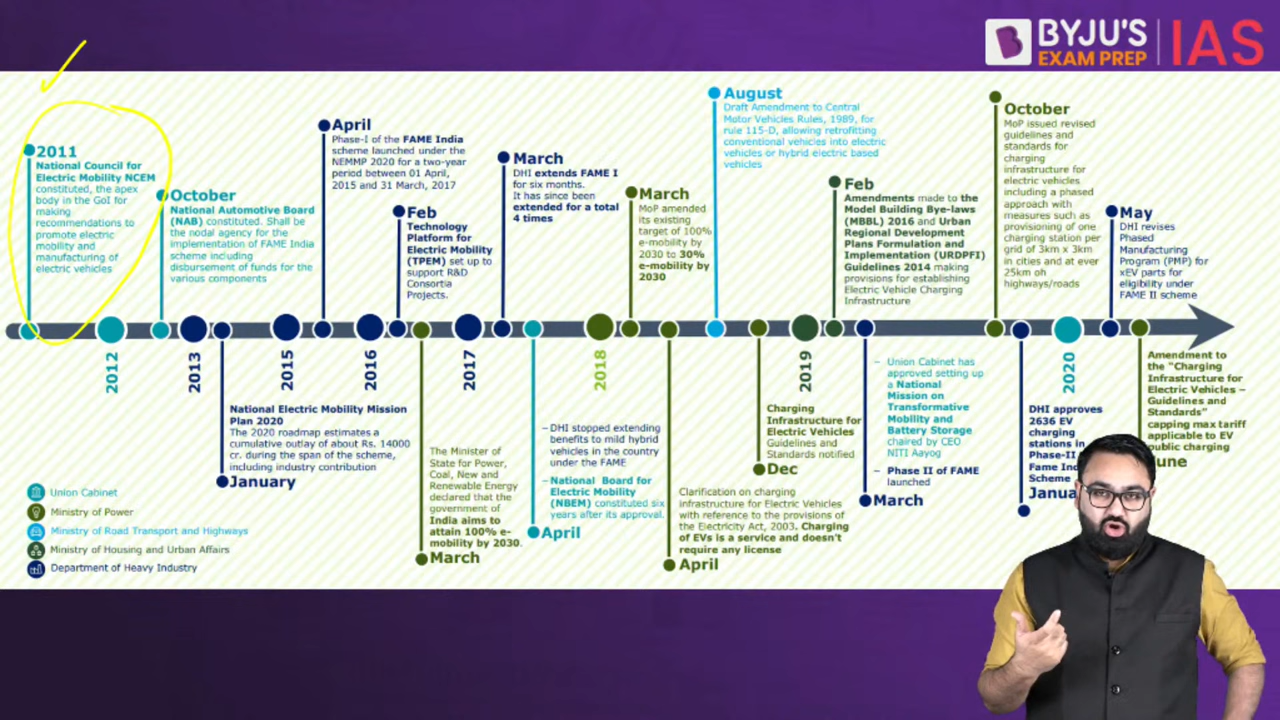 BYJU'S
EXAM PREP
IAS
2011
National Council for
Electric Mobility NCEM
constituted, the apex
body in the GoI for
making
recommendations to
promote electric
mobility and
manufacturing of
electric vehicles
October
National Automotive Board
(NAB) constituted. Shall be
the nodal agency for the
implementation of FAME India
scheme including
disbursement of funds for the
various components
April
Phase-I of the FAME India
scheme launched under the
NEMMP 2020 for a two-year
period between 01 April,
2015 and 31 March, 2017
Feb
Technology
Platform for
Electric Mobility
(TPEM) set up to
support R&D
Consortia
Projects.
March
DHI extends FAME I
for six months.
It has since been
extended for a total
4 times
March
MoP amended
its existing
target of 100%
e-mobility by
2030 to 30%
e-mobility by
2030
August
Draft Amendment to Central
Motor Vehicles Rules, 1989, for
rule 115-D, allowing retrofitting
conventional vehicles into electric
vehicles or hybrid electric based
vehicles
Feb
Amendments made to the
Model Building Bye-laws
(MBBL) 2016 and Urban
Regional Development
Plans Formulation and
Implementation (URDPFI)
Guidelines 2014 making
provisions for establishing
Electric Vehicle Charging
Infrastructure
October
MoP issued revised
guidelines and
standards for
charging
infrastructure for
electric vehicles
including a phased
approach with
measures such as
provisioning of one
charging station per
grid of 3km x 3km
in cities and at ever
25km oh
highways/roads
May
DHI revises
Phased
Manufacturing
Program (PMP) for
xEV parts for
eligibility under
FAME II scheme
2012
2013
2015
2016
2017
2018
2019
2020
National Electric Mobility Mission
Plan 2020
The 2020 roadmap estimates a
cumulative outlay of about Rs. 14000
cr. during the span of the scheme,
including industry contribution
January
The Minister of
State for Power,
Coal, New and
Renewable Energy
declared that the
government of
India aims to
attain 100% e-
mobility by 2030.
March
– DHI stopped extending
benefits to mild hybrid
vehicles in the country
under the FAME
– National Board for
Electric Mobility
(NBEM) constituted six
years after its approval.
April
Clarification on charging
infrastructure for Electric Vehicles
with reference to the provisions of
the Electricity Act, 2003. Charging
of EVs is a service and doesn't
require any license
April
Charging
Infrastructure for
Electric Vehicles
Guidelines and
Standards notified
Dec
– Union Cabinet has
approved setting up
a National
Mission on
Transformative
Mobility and
Battery Storage
chaired by CEO
NITI Aayog
– Phase II of FAME
launched
March
DHI approves
2636 EV
charging
stations in
Phase-II
Fame
Scheme
Amendment to
the "Charging
Infrastructure for
Electric Vehicles –
Guidelines and
Standards"
capping max tariff
applicable to EV
public charging
June
Union Cabinet
Ministry of Power
Ministry of Road Transport and Highways
Ministry of Housing and Urban Affairs
Department of Heavy Industry